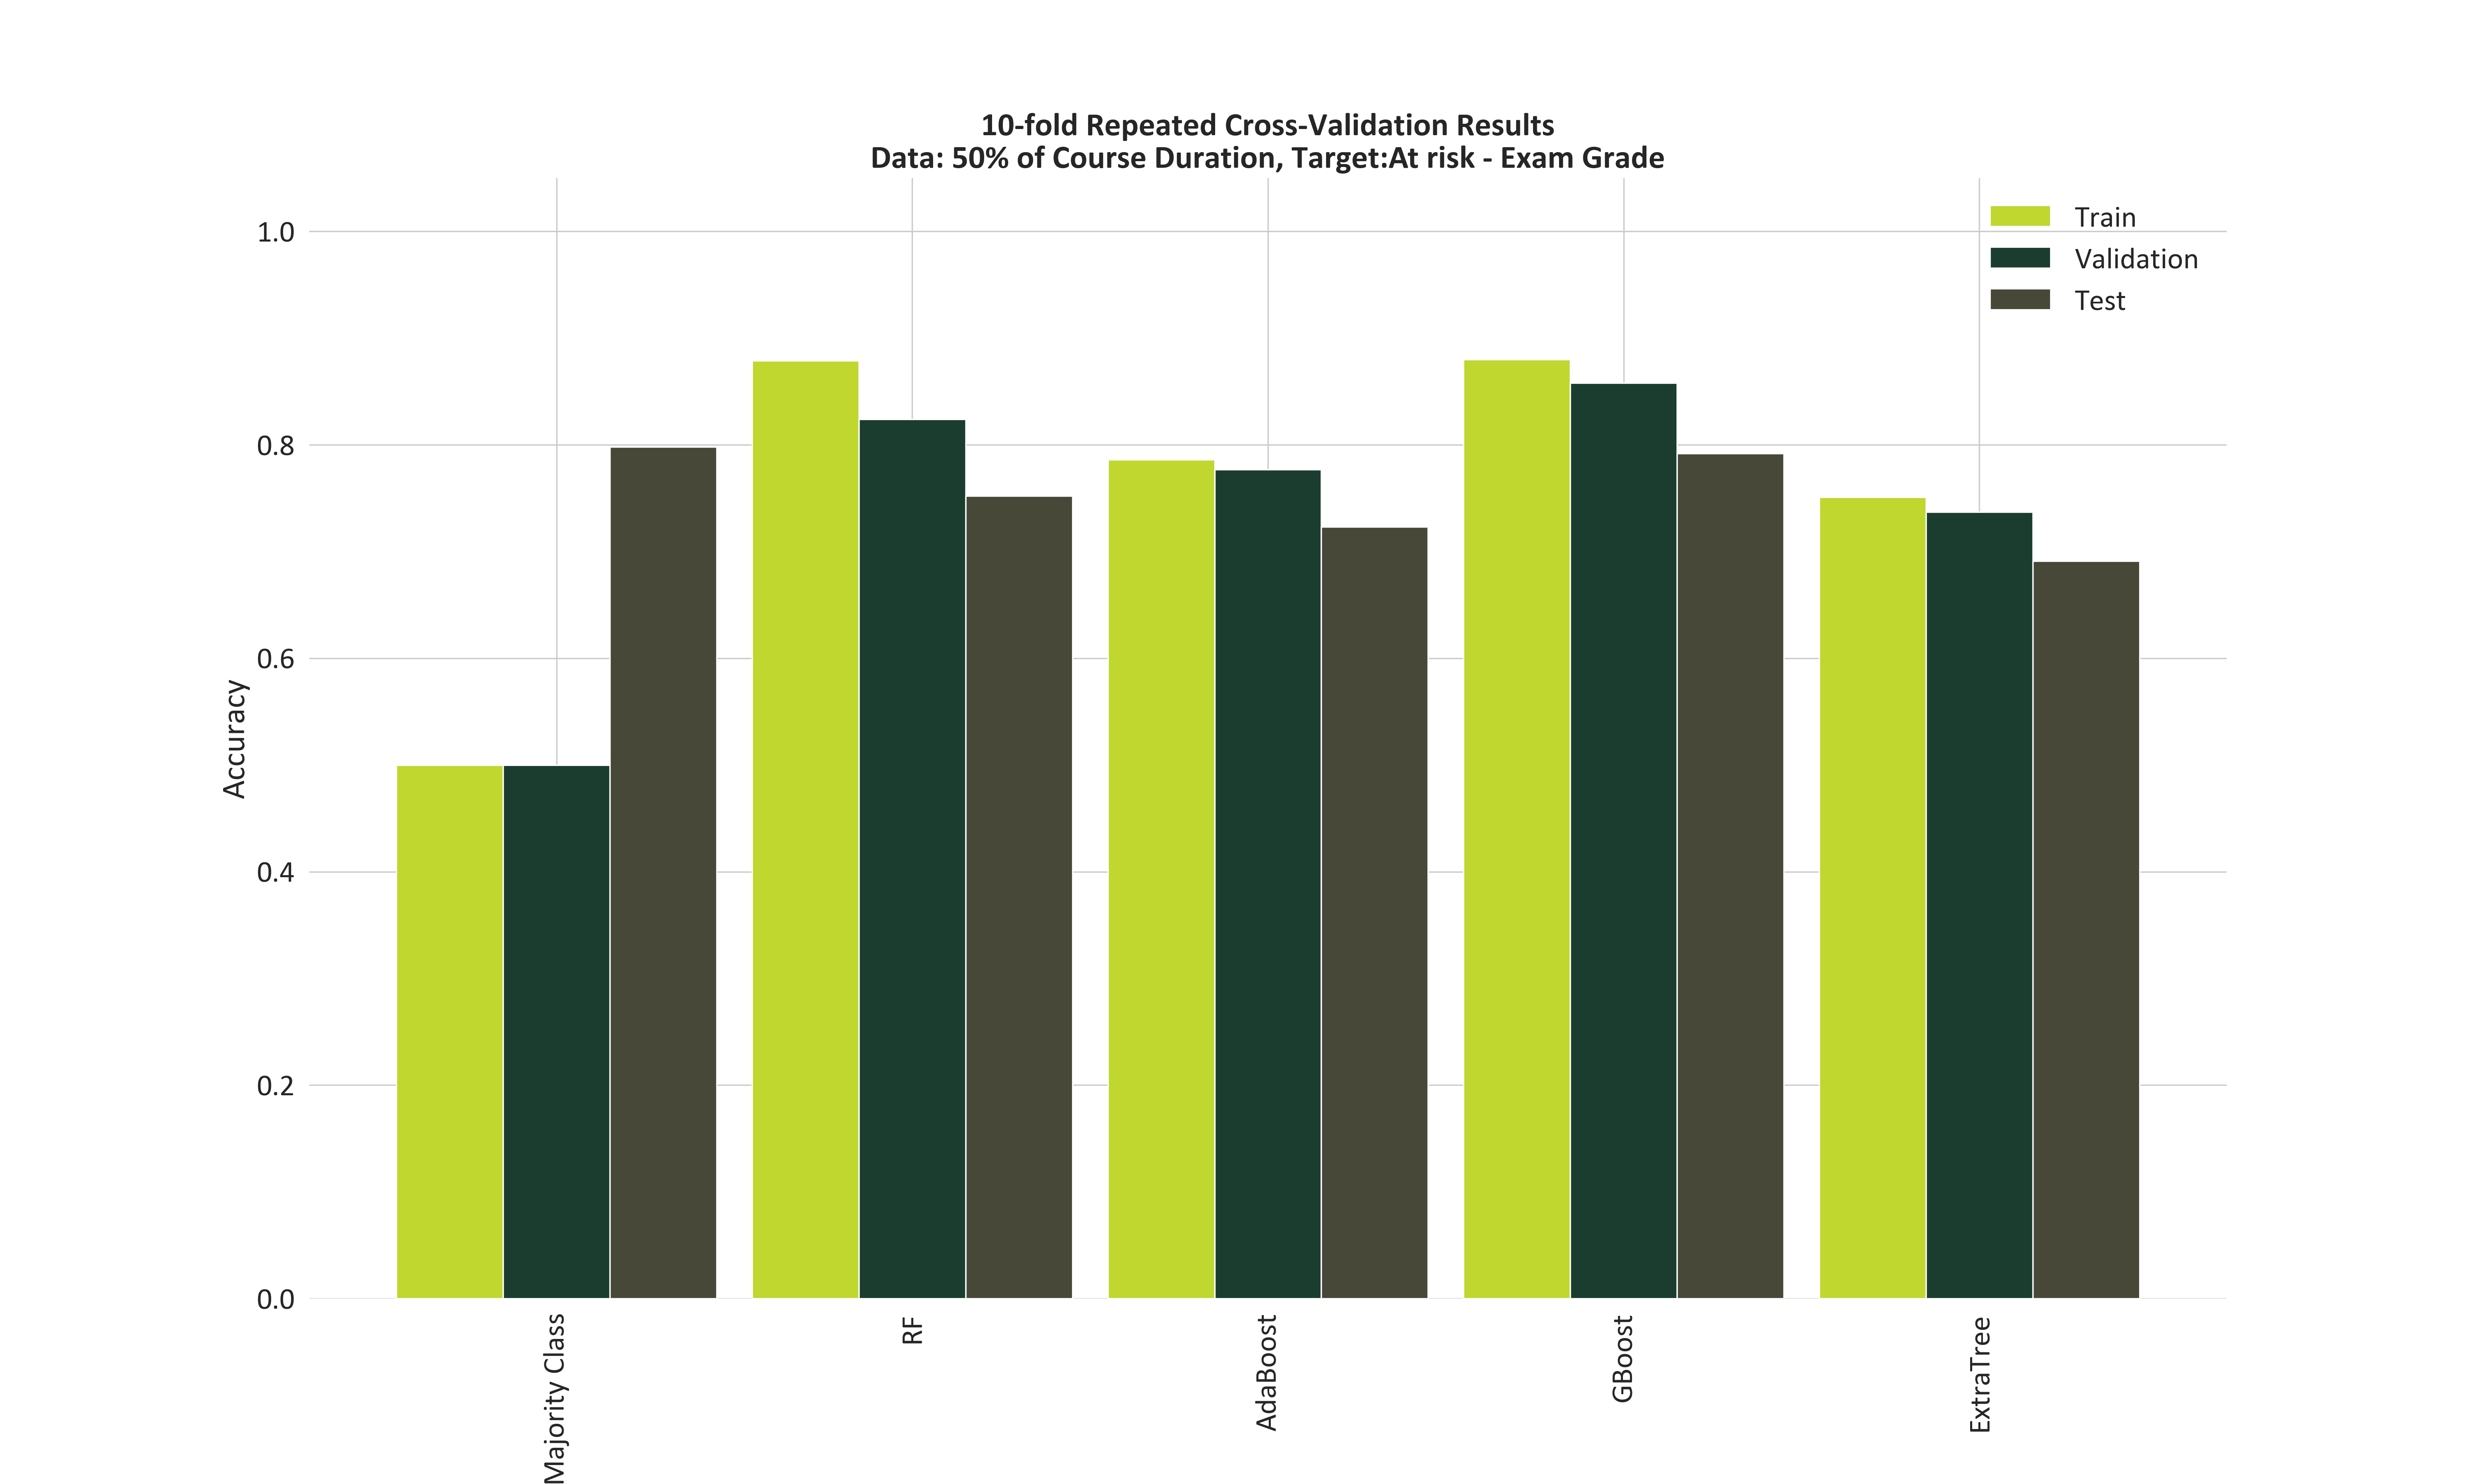 10-fold Repeated Cross-Validation Results
Data: 50% of Course Duration, Target:At risk - Exam Grade
Train
Validation
Test
1.0
0.8
0.6
0.4
0.2
0.0
Accuracy
Majority Class
RF
AdaBoost
GBoost
ExtraTree